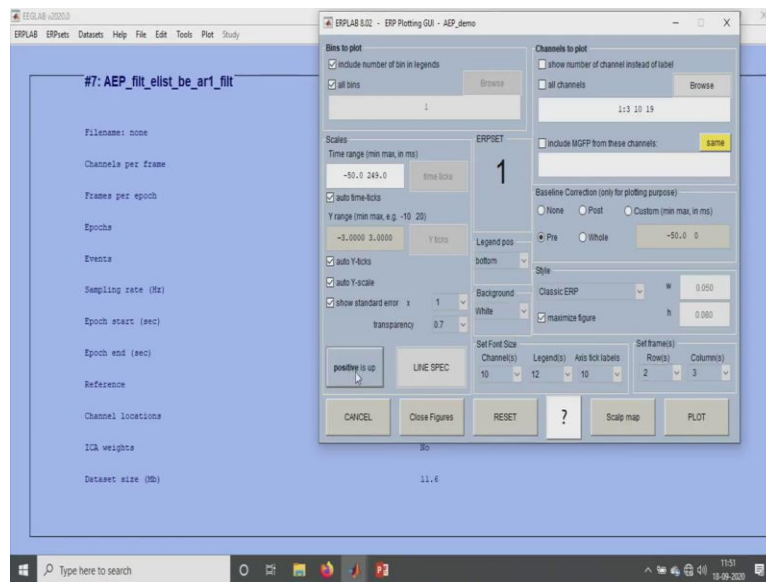 EEGLAB v2020.0
ERPLAB ERPsets Datasets Help File Edit Tools Plot Study
#7: AEP_filt_elist_be_ar1_filt
Filename: none
Channels per frame
Frames per epoch
Epochs
Events
Sampling rate (Hz)
Epoch start (sec)
Epoch end (sec)
Reference
Channel locations
ICA weights
No
Dataset size (Mb)
11.6
ERPLAB 8.02 - ERP Plotting GUI - AEP_demo
Bins to plot
include number of bin in legends
all bins
Browse
1
Channels to plot
show number of channel instead of label
all channels
Browse
1:3 10 19
include MGFP from these channels:
same
Scales
Time range (min max, in ms)
-50.0 249.0
time-ticks
auto time-ticks
Y range (min max, e.g. -10 20)
-3.0000 3.0000
Y ticks
auto Y-ticks
auto Y-scale
show standard error x 1
transparency 0.7
positive is up
LINE SPEC
ERPSET
1
Legend pos
bottom
Background
White
Baseline Correction (only for plotting purpose)
None Post Custom (min max, in ms)
Pre Whole
-50.0 0
Style
Classic ERP
w 0.050
maximize figure
h 0.080
Set Font Size
Channel(s) Legend(s) Axis tick labels
10 12 10
Set frame(s)
Row(s) Column(s)
2 3
CANCEL
Close Figures
RESET
?
Scalp map
PLOT
Type here to search
11:51
18-09-2020